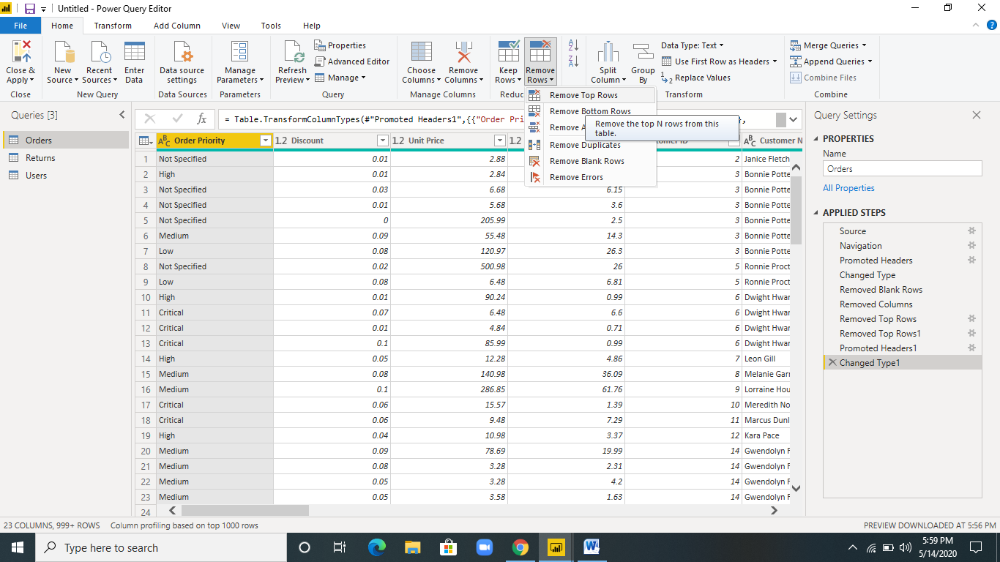 Untitled - Power Query Editor
File Home Transform Add Column View Tools Help
Close & Apply
New Source
Recent Sources
Enter Data
Data source settings
Manage Parameters
Refresh Preview
Properties
Advanced Editor
Manage
Choose Columns
Remove Columns
Keep Rows
Remove Rows
Split Column
Group By
Data Type: Text
Use First Row as Headers
Replace Values
Merge Queries
Append Queries
Combine Files
Close New Query Data Sources Parameters Query Manage Columns Reduc Transform Combine
Remove Top Rows
Remove Bottom Rows
Remove A
Remove Duplicates
Remove Blank Rows
Remove Errors
Remove the top N rows from this table.
Queries [3]
Orders
Returns
Users
= Table.TransformColumnTypes(#"Promoted Headers1",{{"Order Pri
Order Priority 1.2 Discount 1.2 Unit Price 1.2 Customer N
1 Not Specified 0.01 2.88 2 Janice Fletch
2 High 0.01 2.84 3 Bonnie Potte
3 Not Specified 0.03 6.68 6.15 3 Bonnie Potte
4 Not Specified 0.01 5.68 3.6 3 Bonnie Potte
5 Not Specified 0 205.99 2.5 3 Bonnie Potte
6 Medium 0.09 55.48 14.3 3 Bonnie Potte
7 Low 0.08 120.97 26.3 3 Bonnie Potte
8 Not Specified 0.02 500.98 26 5 Ronnie Proct
9 Low 0.08 6.48 6.81 5 Ronnie Proct
10 High 0.01 90.24 0.99 6 Dwight Hwar
11 Critical 0.07 6.48 6.6 6 Dwight Hwar
12 Critical 0.01 4.84 0.71 6 Dwight Hwar
13 Critical 0.1 85.99 0.99 6 Dwight Hwar
14 High 0.05 12.28 4.86 7 Leon Gill
15 Medium 0.08 140.98 36.09 8 Melanie Garr
16 Medium 0.1 286.85 61.76 9 Lorraine Hou
17 Critical 0.06 15.57 1.39 10 Meredith No
18 Critical 0.06 9.48 7.29 11 Marcus Dunl
19 High 0.04 10.98 3.37 12 Kara Pace
20 Medium 0.09 78.69 19.99 14 Gwendolyn F
21 Medium 0.08 3.28 2.31 14 Gwendolyn F
22 Medium 0.05 3.28 4.2 14 Gwendolyn F
23 Medium 0.05 3.58 1.63 14 Gwendolyn F
24
Query Settings
PROPERTIES
Name
Orders
All Properties
APPLIED STEPS
Source
Navigation
Promoted Headers
Changed Type
Removed Blank Rows
Removed Columns
Removed Top Rows
Removed Top Rows1
Promoted Headers1
Changed Type1
23 COLUMNS, 999+ ROWS Column profiling based on top 1000 rows PREVIEW DOWNLOADED AT 5:56 PM
Type here to search
5:59 PM
5/14/2020